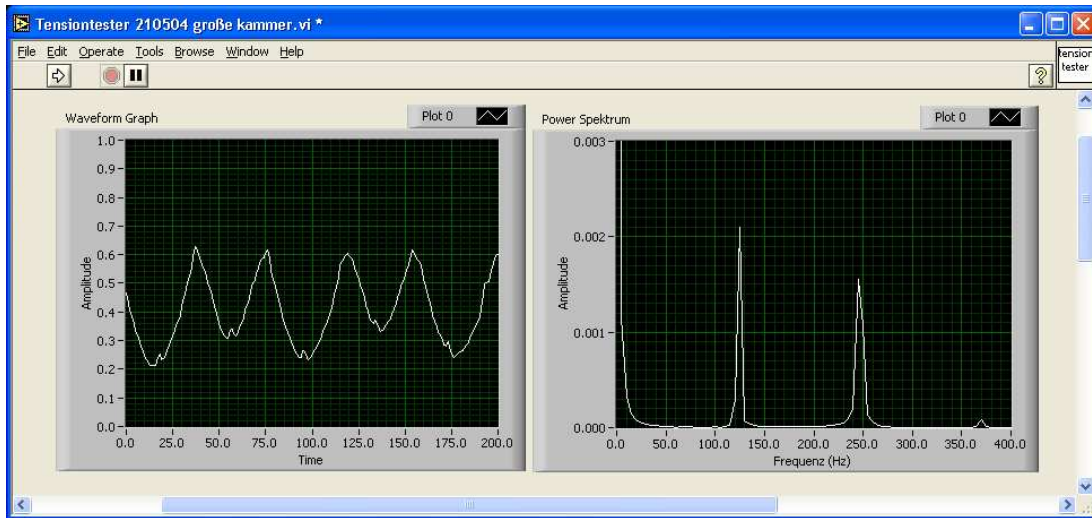 Tensiontester 210504 große kammer.vi *
File Edit Operate Tools Browse Window Help
tension
tester
Waveform Graph
Plot 0
Power Spektrum
Plot 0
1.0
0.9
0.8
0.7
0.6
0.5
0.4
0.3
0.2
0.1
0.0
Amplitude
0.0 25.0 50.0 75.0 100.0 125.0 150.0 175.0 200.0
Time
0.003
0.002
0.001
0.000
Amplitude
0.0 50.0 100.0 150.0 200.0 250.0 300.0 350.0 400.0
Frequenz (Hz)